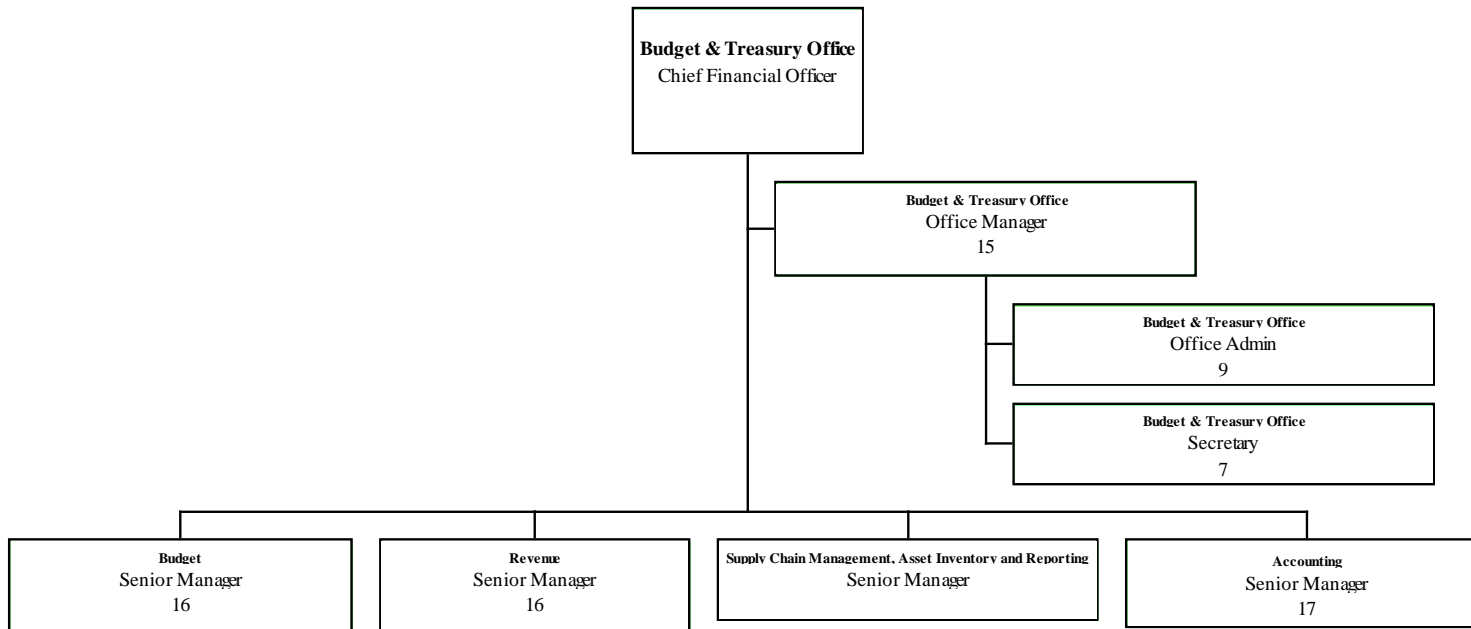 Budget & Treasury Office
Chief Financial Officer
Budget & Treasury Office
Office Manager
15
Budget & Treasury Office
Office Admin
9
Budget & Treasury Office
Secretary
7
Budget
Senior Manager
16
Revenue
Senior Manager
16
Supply Chain Management, Asset Inventory and Reporting
Senior Manager
Accounting
Senior Manager
17